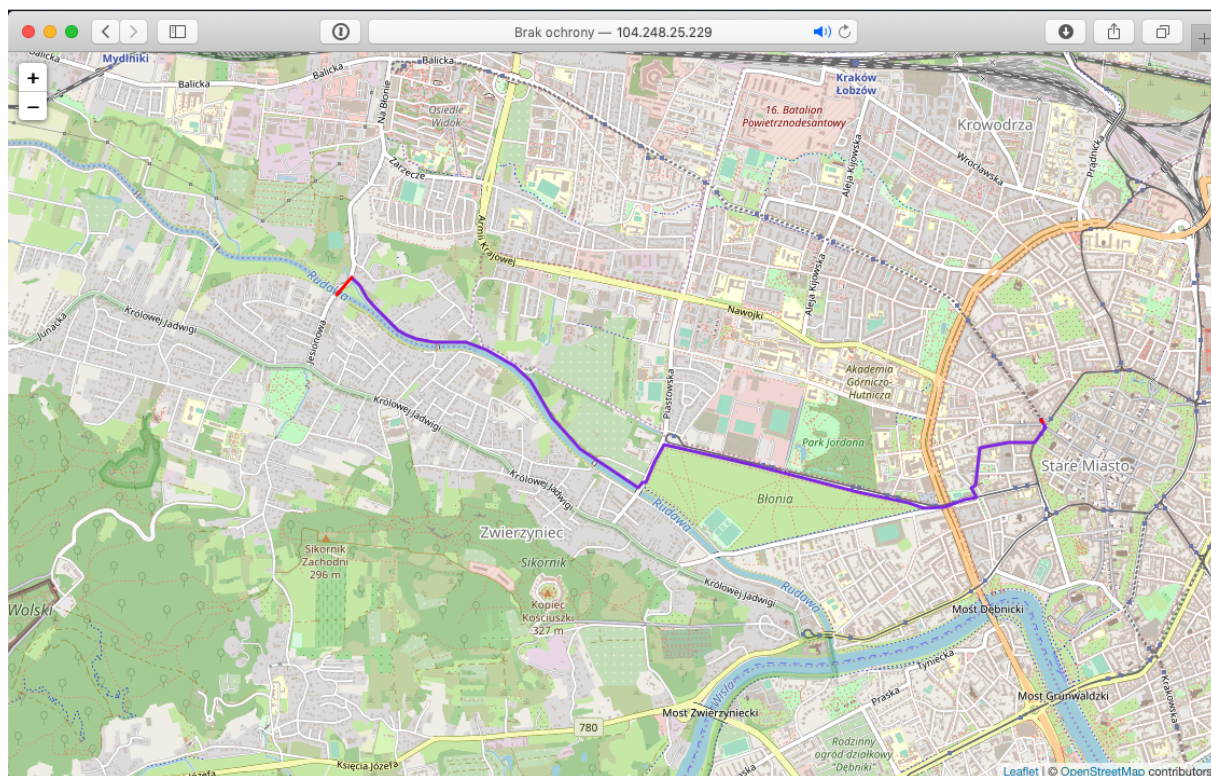 Brak ochrony — 104.248.25.229
+
−
Mydlniki
Balicka
Balicka
Balicka
Balicka
Na Błonie
Osiedle
Widok
Zarzecze
Armii Krajowej
16. Batalion
Powietrznodesantowy
Kraków
Łobzów
Krowodrza
Wrocławska
Prądnicka
Aleja Kijowska
Aleja Kijowska
Nawojki
Rudawa
Junacka
Królowej Jadwigi
Jesionowa
Królowej Jadwigi
Królowej Jadwigi
Piastowska
Akademia
Górniczo-
Hutnicza
Park Jordana
Stare Miasto
Błonia
Rudawa
Zwierzyniec
Sikornik
Zachodni
296 m
Sikornik
Kopiec
Kościuszki
327 m
Wolski
Królowej Jadwigi
Rudawa
Most Dębnicki
Tyniecka
Praska
Wisła
Most Zwierzyniecki
Most Grunwaldzki
Krakowska
780
Księcia Józefa
Józefa
Rodzinny
ogród działkowy
"Dębniki"
Leaflet | © OpenStreetMap contributors